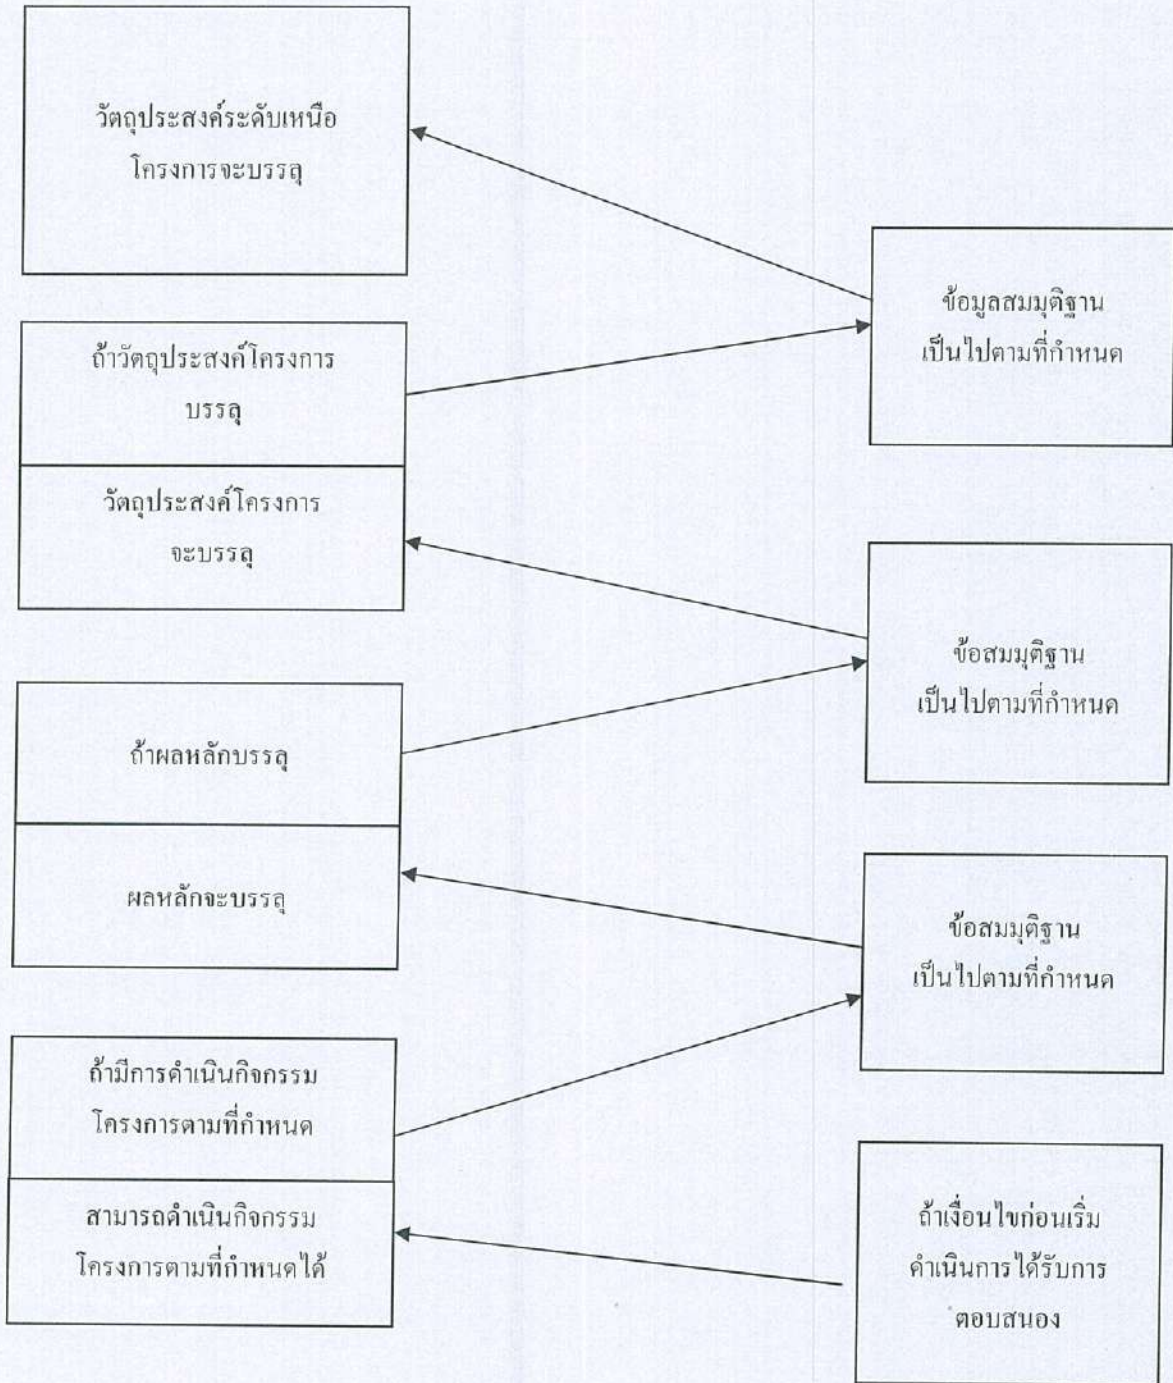 วัตถุประสงค์ระดับเหนือ
โครงการจะบรรลุ
ข้อมูลสมมุติฐาน
เป็นไปตามที่กำหนด
ถ้าวัตถุประสงค์โครงการ
บรรลุ
วัตถุประสงค์โครงการ
จะบรรลุ
ข้อสมมุติฐาน
เป็นไปตามที่กำหนด
ถ้าผลหลักบรรลุ
ผลหลักจะบรรลุ
ข้อสมมุติฐาน
เป็นไปตามที่กำหนด
ถ้ามีการดำเนินกิจกรรม
โครงการตามที่กำหนด
สามารถดำเนินกิจกรรม
โครงการตามที่กำหนดได้
ถ้าเงื่อนไขก่อนเริ่ม
ดำเนินการได้รับการ
ตอบสนอง